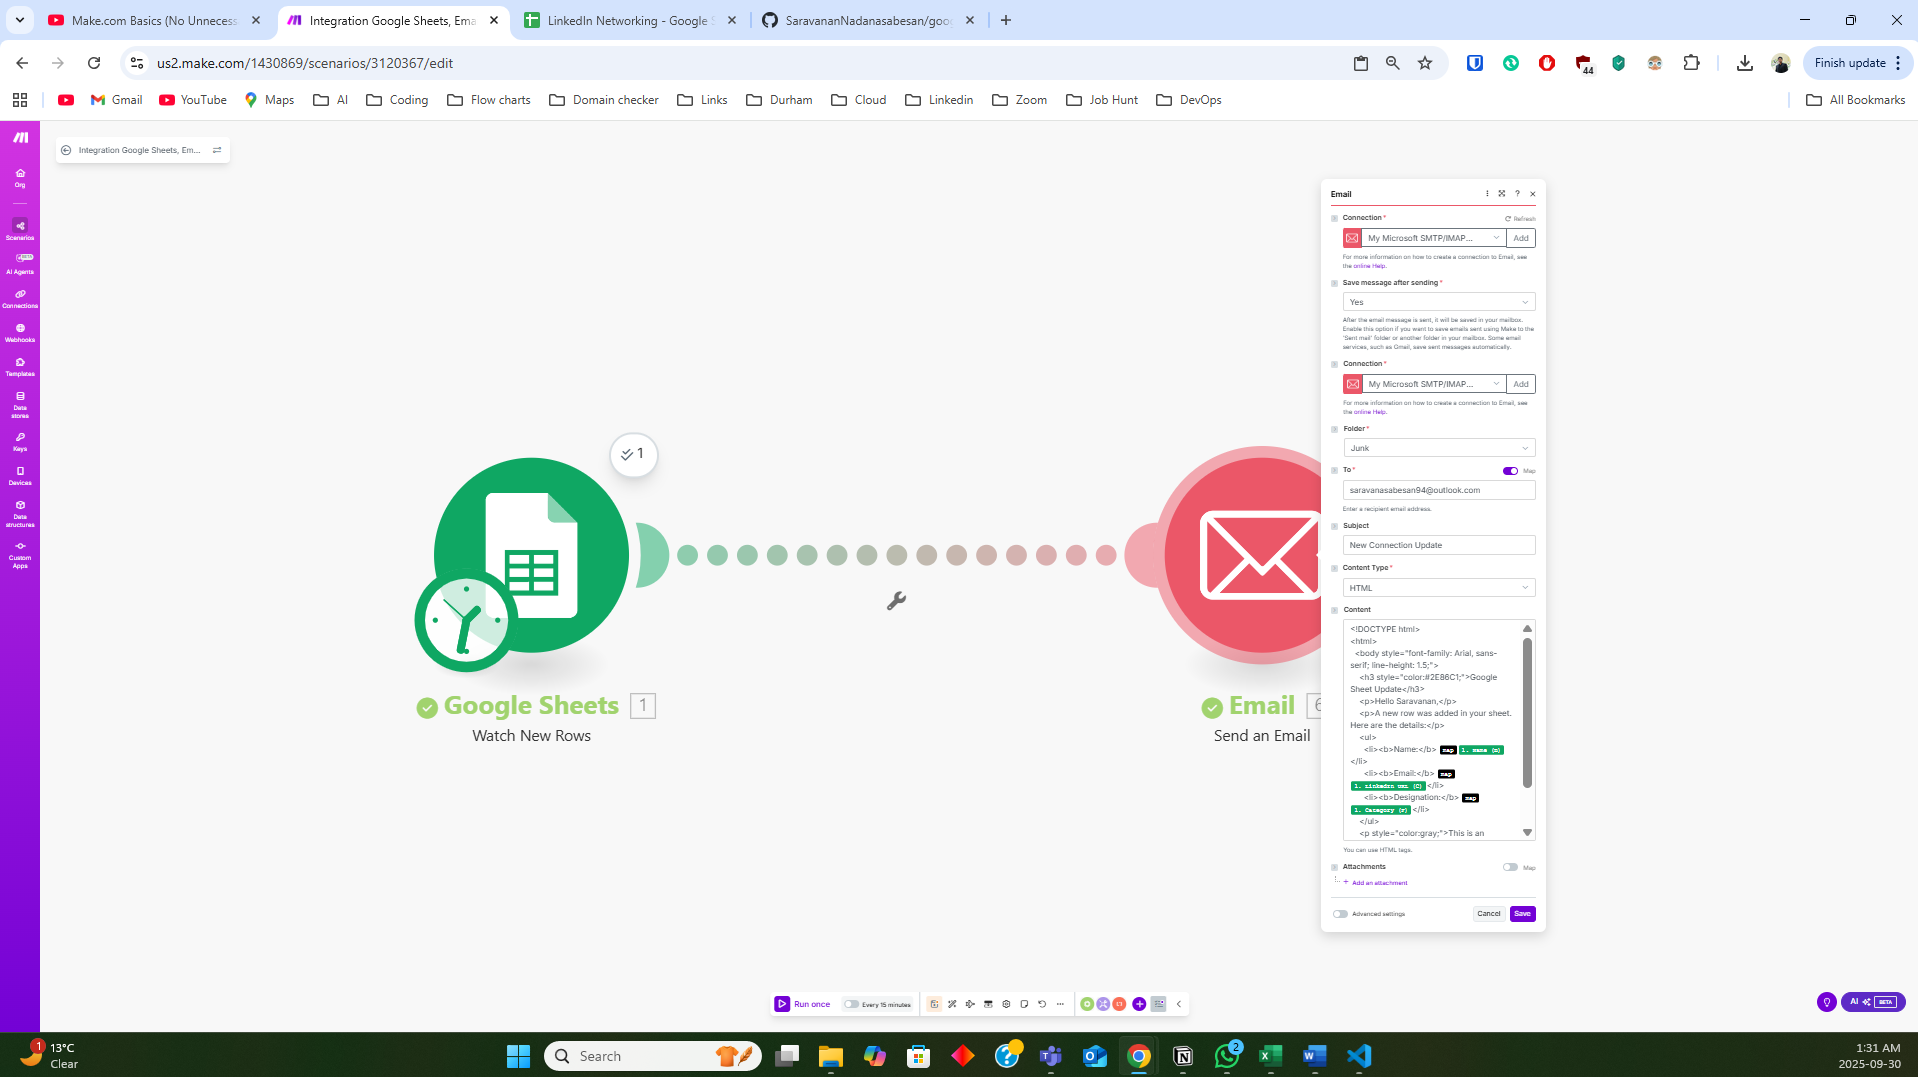 Make.com Basics (No Unnecess
Integration Google Sheets, Ema
LinkedIn Networking - Google S
SaravananNadanasabesan/goo
us2.make.com/1430869/scenarios/3120367/edit
44
Finish update
Gmail
YouTube
Maps
AI
Coding
Flow charts
Domain checker
Links
Durham
Cloud
Linkedin
Zoom
Job Hunt
DevOps
All Bookmarks
Integration Google Sheets, Em...
Org
Scenarios
AI Agents
Connections
Webhooks
Templates
Data
stores
Keys
Devices
Data
structures
Custom
Apps
1
Google Sheets 1
Watch New Rows
Email
Send an Email
Email
Connection *
Refresh
My Microsoft SMTP/IMAP...
Add
For more information on how to create a connection to Email, see
the online Help.
Save message after sending *
Yes
After the email message is sent, it will be saved in your mailbox.
Enable this option if you want to save emails sent using Make to the
'Sent mail' folder or another folder in your mailbox. Some email
services, such as Gmail, save sent messages automatically.
Connection *
My Microsoft SMTP/IMAP...
Add
For more information on how to create a connection to Email, see
the online Help.
Folder *
Junk
To *
Map
saravanasabesan94@outlook.com
Enter a recipient email address.
Subject
New Connection Update
Content Type *
HTML
Content
<!DOCTYPE html>
<html>
<body style="font-family: Arial, sans-
serif; line-height: 1.5;">
<h3 style="color:#2E86C1;">Google
Sheet Update</h3>
<p>Hello Saravanan,</p>
<p>A new row was added in your sheet.
Here are the details:</p>
<ul>
<li><b>Name:</b> map 1. Name
</li>
<li><b>Email:</b> map
1. LinkedIn URL (C) </li>
<li><b>Designation:</b> map
1. Category </li>
</ul>
<p style="color:gray;">This is an
You can use HTML tags.
Attachments
Map
+ Add an attachment
Advanced settings
Cancel
Save
Run once
Every 15 minutes
AI BETA
1
13°C
Clear
Search
2
1:31 AM
2025-09-30